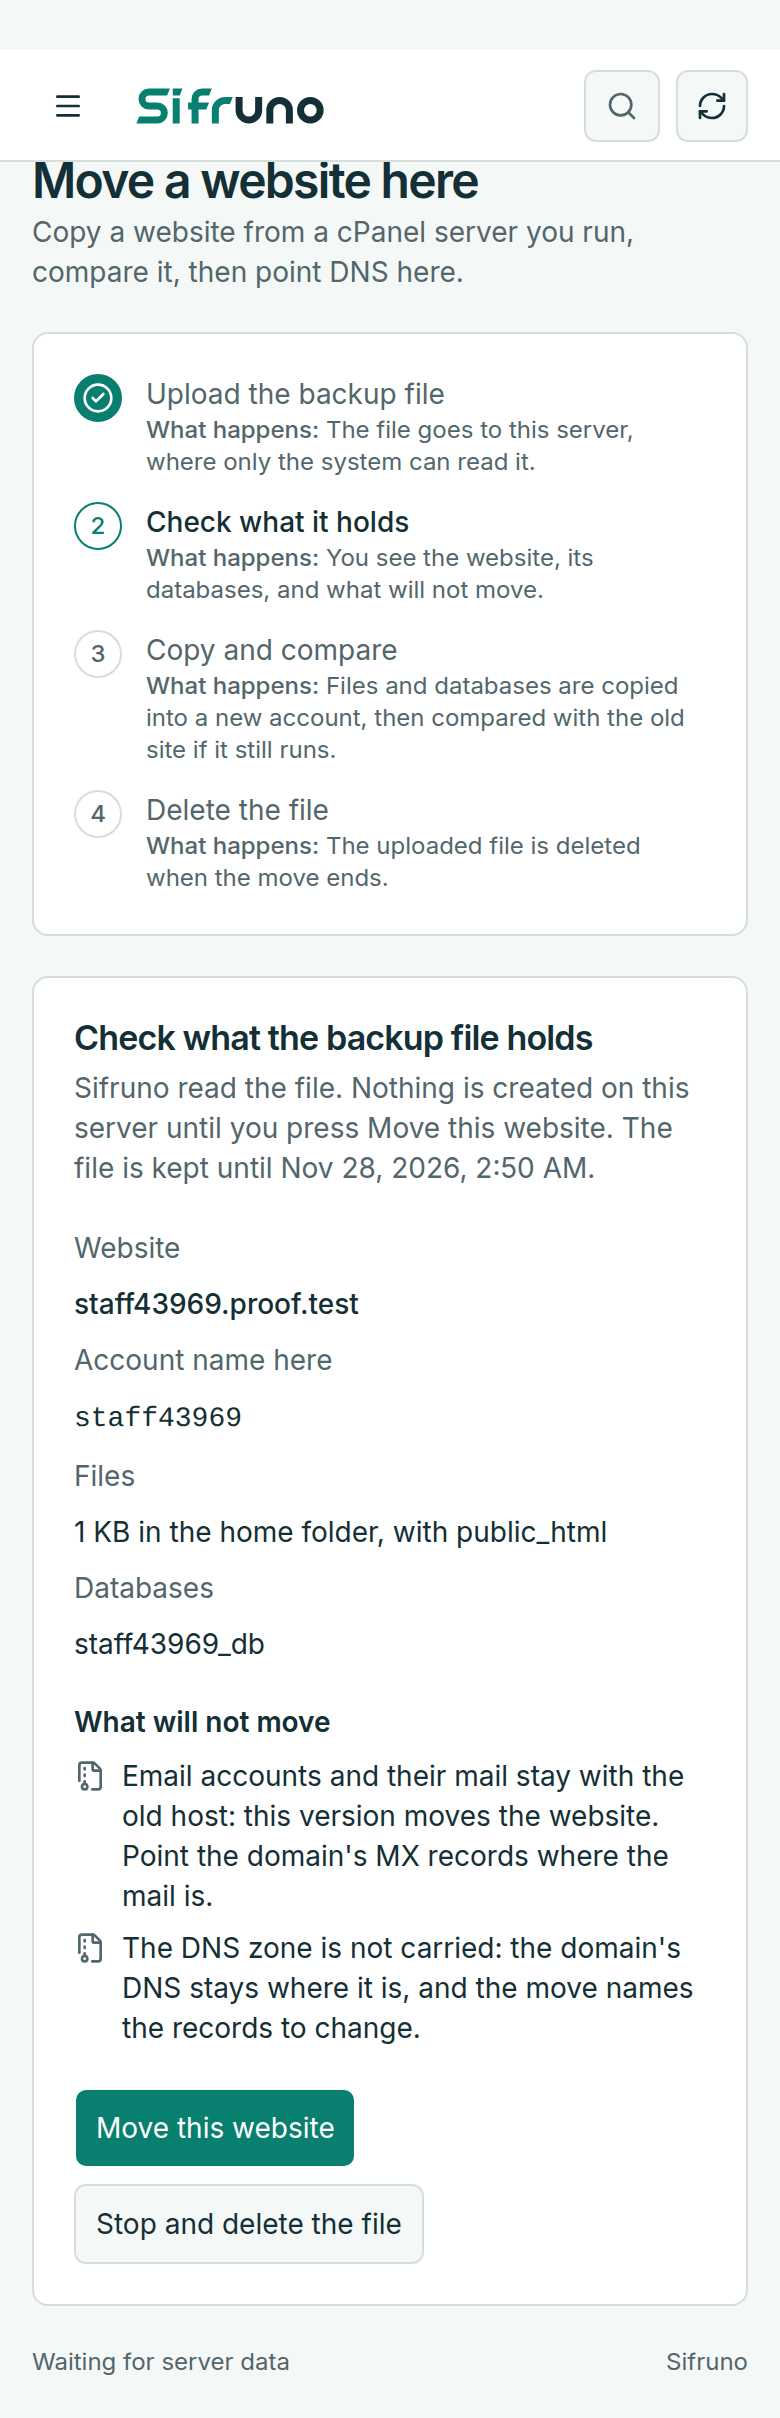 Sifruno
Move a website here
Copy a website from a cPanel server you run,
compare it, then point DNS here.
Upload the backup file
What happens: The file goes to this server,
where only the system can read it.
2
Check what it holds
What happens: You see the website, its
databases, and what will not move.
3
Copy and compare
What happens: Files and databases are copied
into a new account, then compared with the old
site if it still runs.
4
Delete the file
What happens: The uploaded file is deleted
when the move ends.
Check what the backup file holds
Sifruno read the file. Nothing is created on this
server until you press Move this website. The
file is kept until Nov 28, 2026, 2:50 AM.
Website
staff43969.proof.test
Account name here
staff43969
Files
1 KB in the home folder, with public_html
Databases
staff43969_db
What will not move
Email accounts and their mail stay with the
old host: this version moves the website.
Point the domain's MX records where the
mail is.
The DNS zone is not carried: the domain's
DNS stays where it is, and the move names
the records to change.
Move this website
Stop and delete the file
Waiting for server data
Sifruno